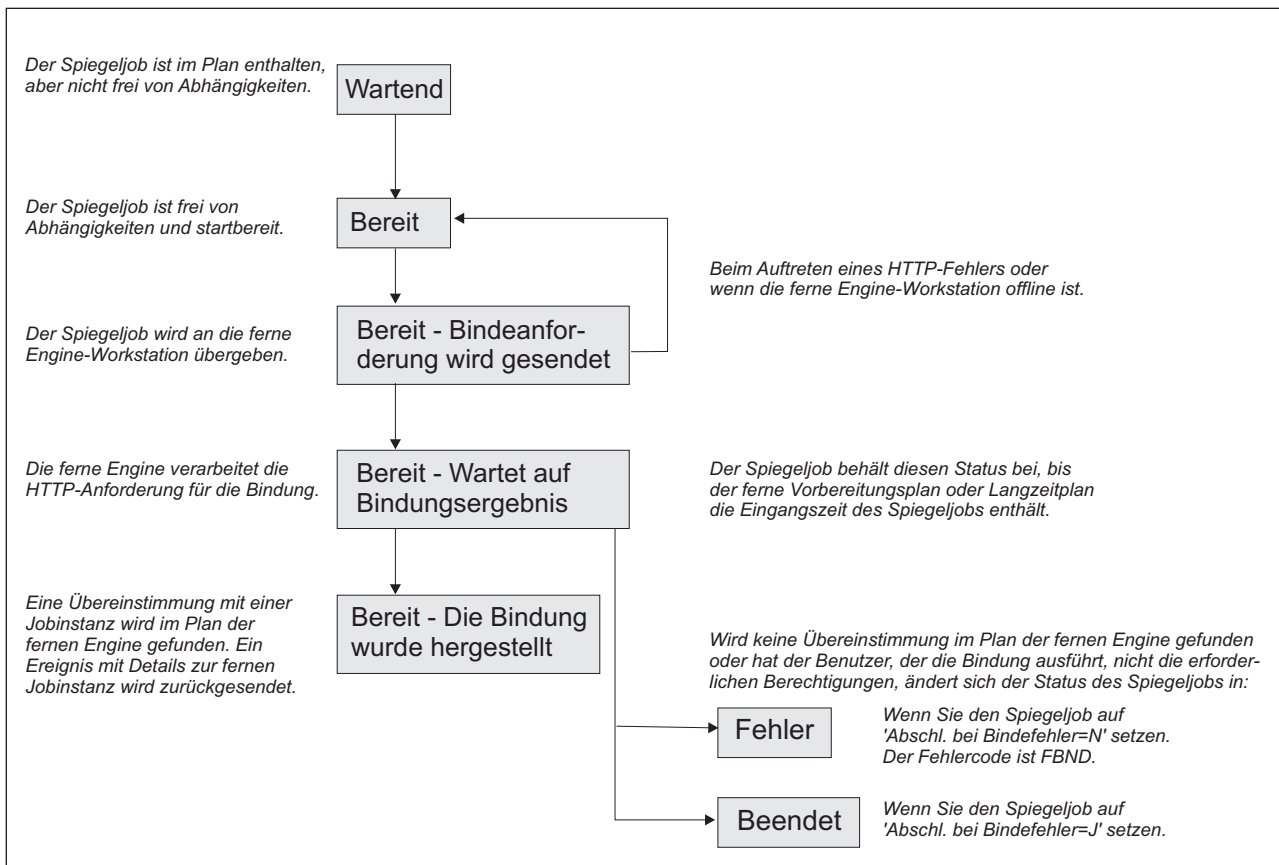 Der Spiegeljob ist im Plan enthalten,
aber nicht frei von Abhängigkeiten.
Wartend
Der Spiegeljob ist frei von
Abhängigkeiten und startbereit.
Bereit
Beim Auftreten eines HTTP-Fehlers oder
wenn die ferne Engine-Workstation offline ist.
Der Spiegeljob wird an die ferne
Engine-Workstation übergeben.
Bereit - Bindeanfor-
derung wird gesendet
Die ferne Engine verarbeitet die
HTTP-Anforderung für die Bindung.
Bereit - Wartet auf
Bindungsergebnis
Der Spiegeljob behält diesen Status bei, bis
der ferne Vorbereitungsplan oder Langzeitplan
die Eingangszeit des Spiegeljobs enthält.
Eine Übereinstimmung mit einer
Jobinstanz wird im Plan der
fernen Engine gefunden. Ein
Ereignis mit Details zur fernen
Jobinstanz wird zurückgesendet.
Bereit - Die Bindung
wurde hergestellt
Wird keine Übereinstimmung im Plan der fernen Engine gefunden
oder hat der Benutzer, der die Bindung ausführt, nicht die erforder-
lichen Berechtigungen, ändert sich der Status des Spiegeljobs in:
Fehler
Wenn Sie den Spiegeljob auf
'Abschl. bei Bindefehler=N' setzen.
Der Fehlercode ist FBND.
Beendet
Wenn Sie den Spiegeljob auf
'Abschl. bei Bindefehler=J' setzen.